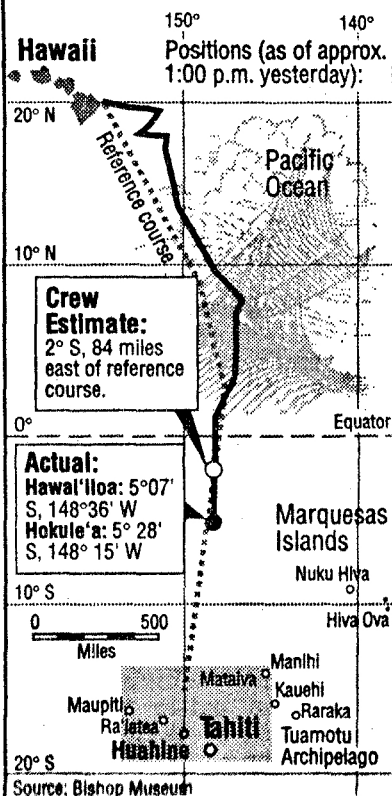 150° 140°
Hawaii
Positions (as of approx.
1:00 p.m. yesterday):
20° N
Reference course
Pacific
Ocean
10° N
Crew
Estimate:
2° S, 84 miles
east of reference
course.
0°
Equator
Actual:
Hawai'iloa: 5°07'
S, 148°36' W
Hokule'a: 5° 28'
S, 148° 15' W
Marquesas
Islands
Nuku Hiva
10° S
Hiva Ova
0 500
Miles
Manihi
Mataiva
Kauehi
Maupiti
Raraka
Ra'iatea
Tahiti
Huahine
Tuamotu
Archipelago
20° S
Source: Bishop Museum